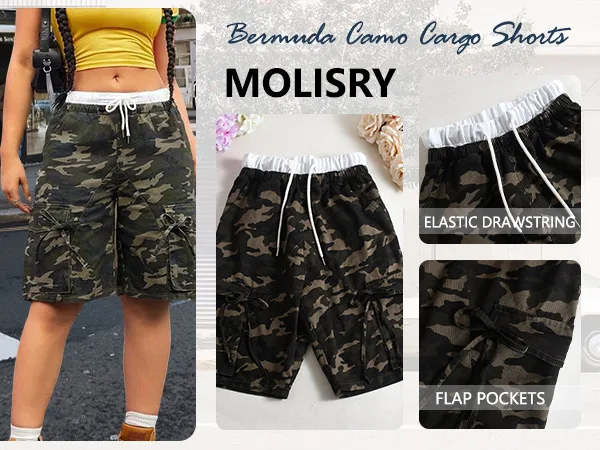 Bermuda Camo Cargo Shorts
MOLISRY
ELASTIC DRAWSTRING
FLAP POCKETS